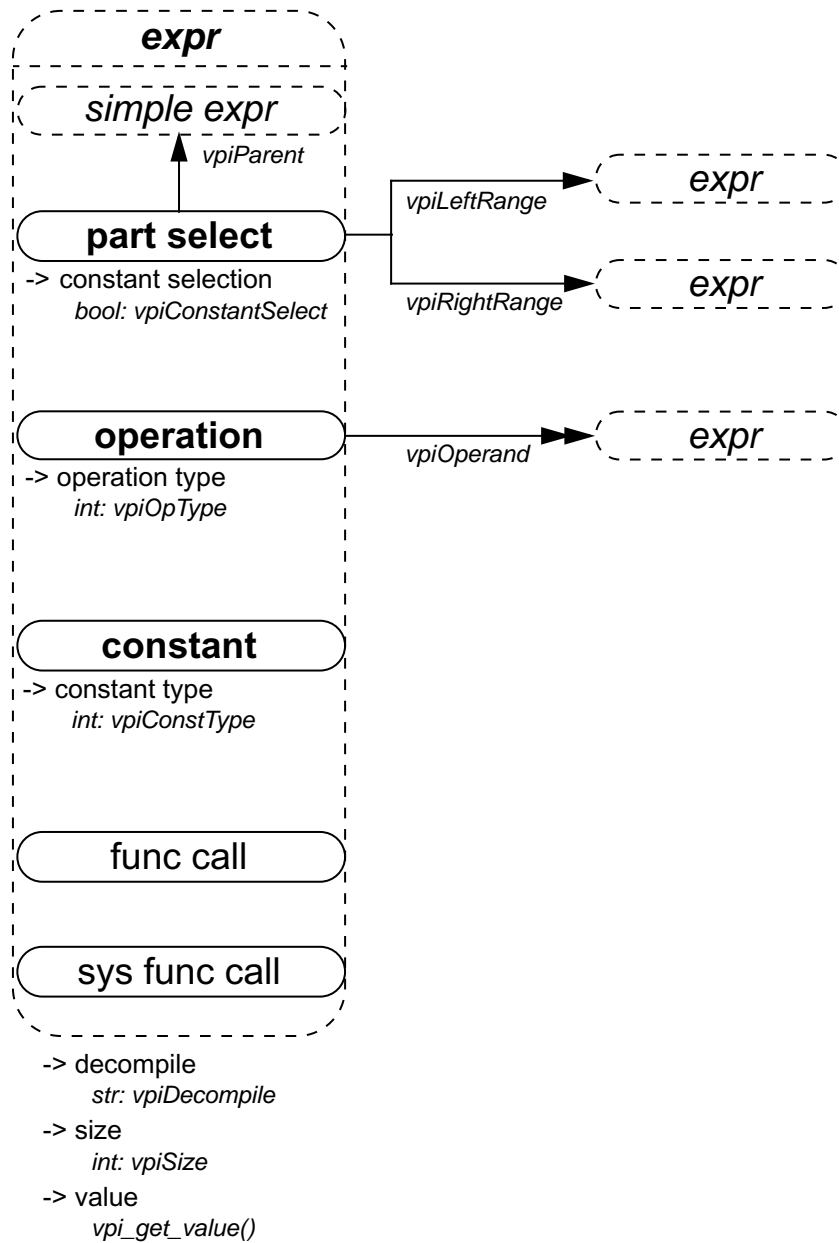 expr
simple expr
vpiParent
part select
-> constant selection
bool: vpiConstantSelect
vpiLeftRange
expr
vpiRightRange
expr
operation
-> operation type
int: vpiOpType
vpiOperand
expr
constant
-> constant type
int: vpiConstType
func call
sys func call
-> decompile
str: vpiDecompile
-> size
int: vpiSize
-> value
vpi_get_value()